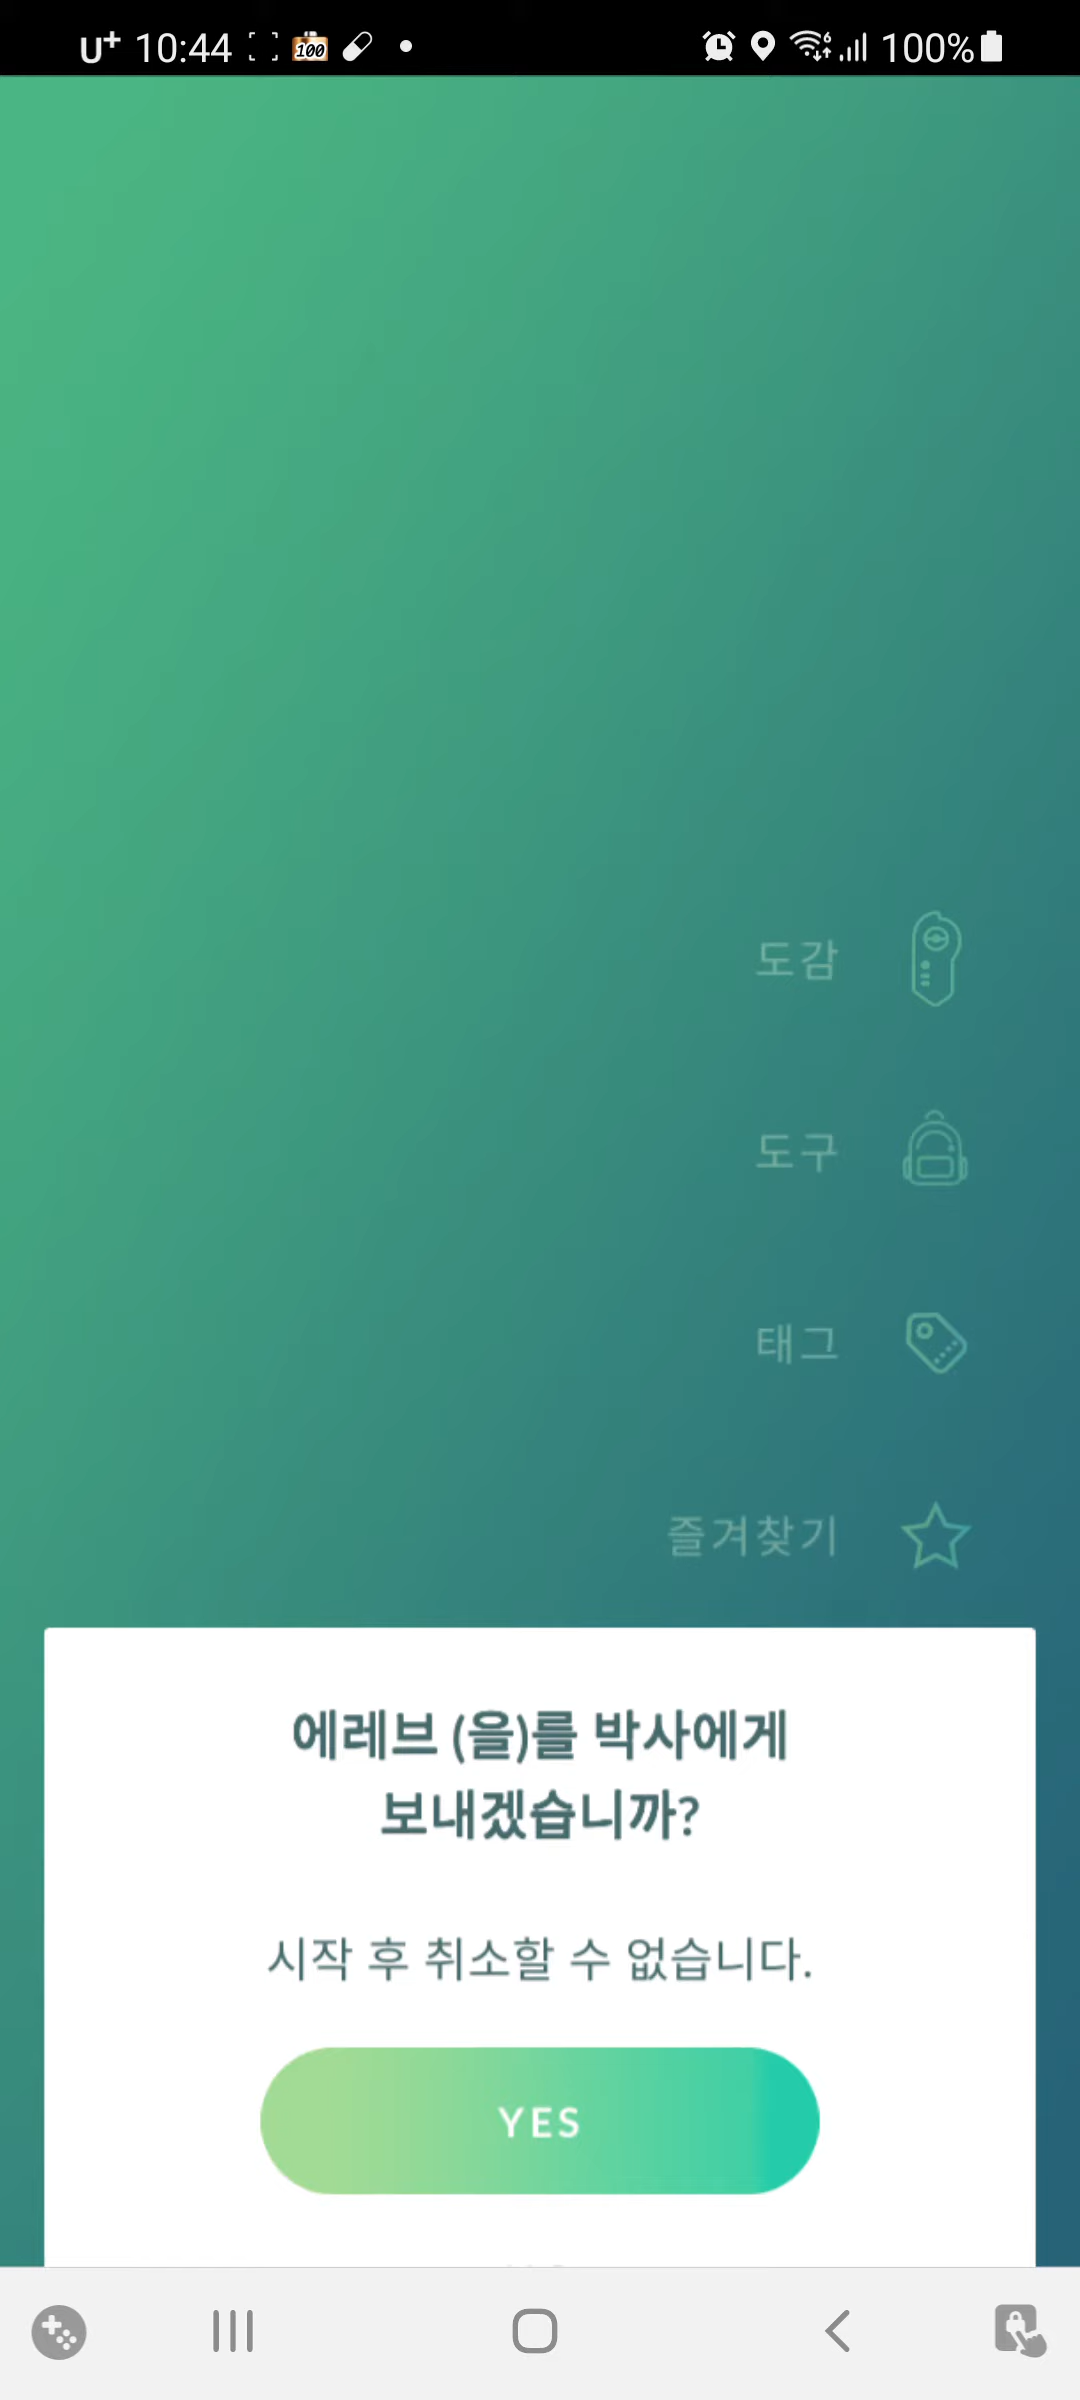 U+ 10:44 100 100%
도감
도구
태그
즐겨찾기
에레브 (을)를 박사에게
보내겠습니까?
시작 후 취소할 수 없습니다.
YES